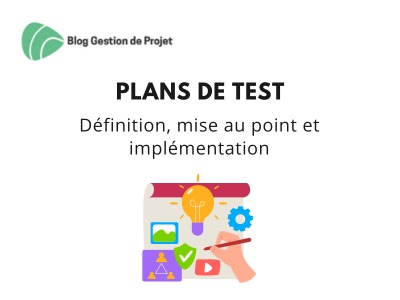 Blog Gestion de Projet
PLANS DE TEST
Définition, mise au point et
implémentation